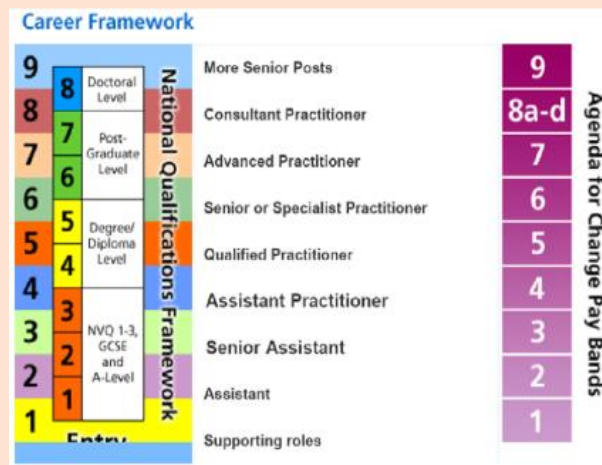 Career Framework
9
8
7
6
5
4
3
2
1
8
7
6
5
4
3
2
1
Doctoral
Level
Post-
Graduate
Level
Degree/
Diploma
Level
NVQ 1-3,
GCSE
and
A-Level
Entry
National Qualifications Framework
More Senior Posts
Consultant Practitioner
Advanced Practitioner
Senior or Specialist Practitioner
Qualified Practitioner
Assistant Practitioner
Senior Assistant
Assistant
Supporting roles
9
8a-d
7
6
5
4
3
2
1
Agenda for Change Pay Bands